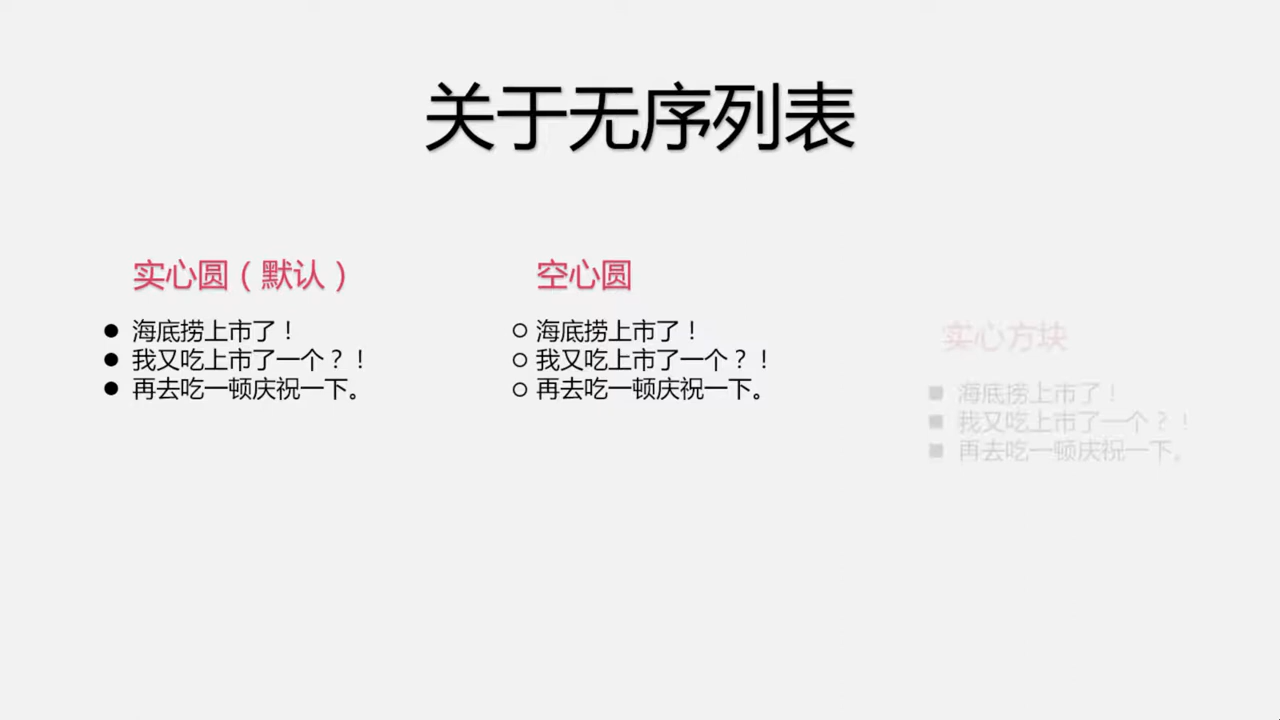 关于无序列表
实心圆（默认）
海底捞上市了！
我又吃上市了一个？！
再去吃一顿庆祝一下。
空心圆
海底捞上市了！
我又吃上市了一个？！
再去吃一顿庆祝一下。
实心方块
海底捞上市了！
我又吃上市了一个？！
再去吃一顿庆祝一下。